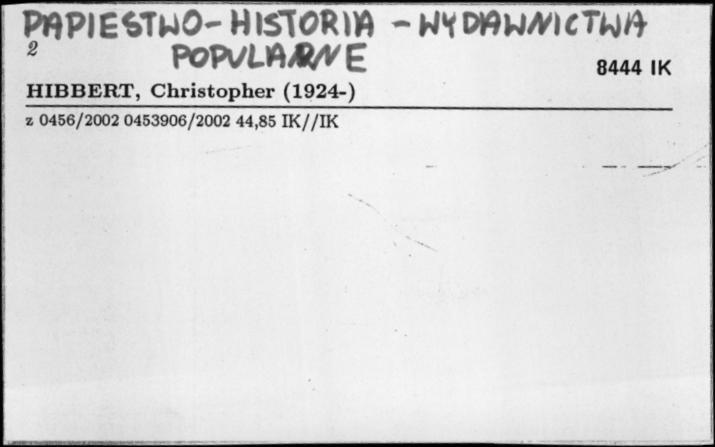 PAPIESTWO-HISTORIA - WYDAWNICTWA
2 POPULARNE
8444 IK
HIBBERT, Christopher (1924-)
z 0456/2002 0453906/2002 44,85 IK//IK